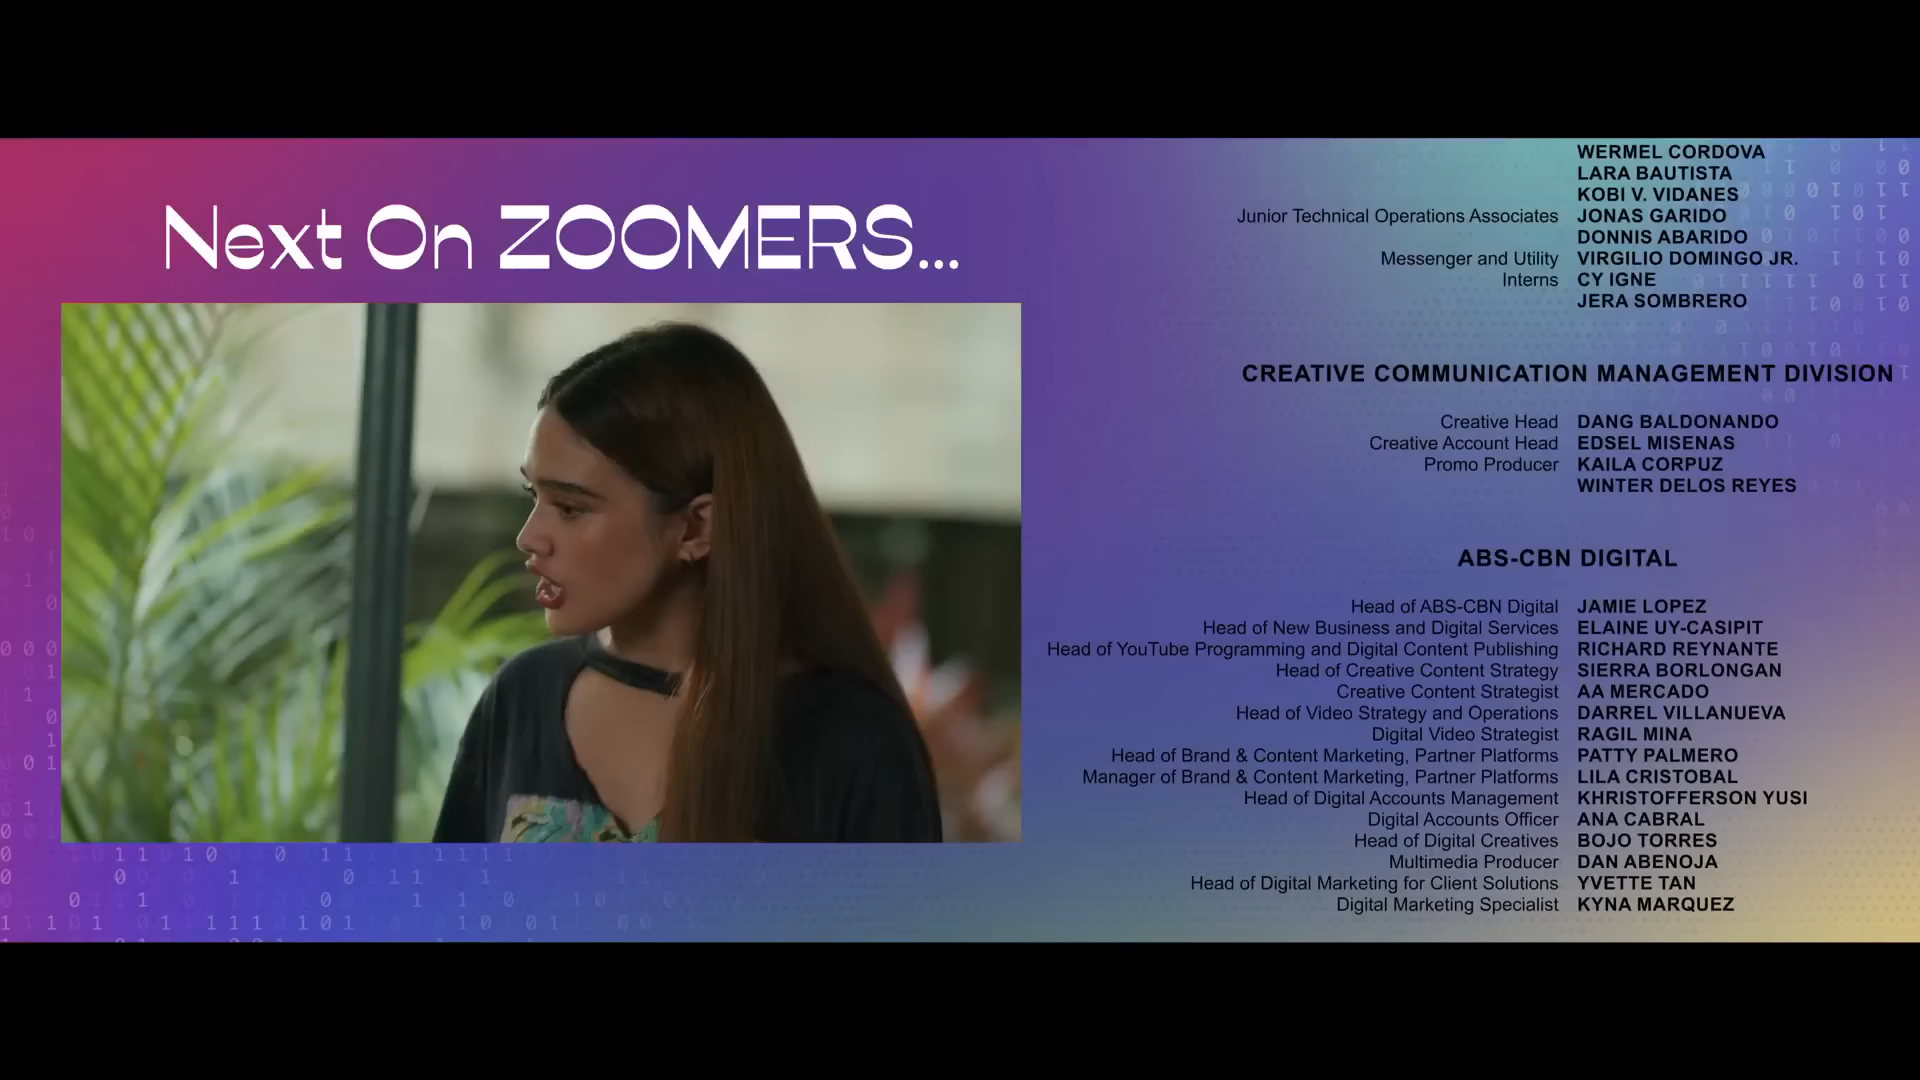 Next On ZOOMERS...
WERMEL CORDOVA
LARA BAUTISTA
KOBI V. VIDANES
Junior Technical Operations Associates JONAS GARIDO
DONNIS ABARIDO
Messenger and Utility VIRGILIO DOMINGO JR.
Interns CY IGNE
JERA SOMBRERO
CREATIVE COMMUNICATION MANAGEMENT DIVISION
Creative Head DANG BALDONANDO
Creative Account Head EDSEL MISENAS
Promo Producer KAILA CORPUZ
WINTER DELOS REYES
ABS-CBN DIGITAL
Head of ABS-CBN Digital JAMIE LOPEZ
Head of New Business and Digital Services ELAINE UY-CASIPIT
Head of YouTube Programming and Digital Content Publishing RICHARD REYNANTE
Head of Creative Content Strategy SIERRA BORLONGAN
Creative Content Strategist AA MERCADO
Head of Video Strategy and Operations DARREL VILLANUEVA
Digital Video Strategist RAGIL MINA
Head of Brand & Content Marketing, Partner Platforms PATTY PALMERO
Manager of Brand & Content Marketing, Partner Platforms LILA CRISTOBAL
Head of Digital Accounts Management KHRISTOFFERSON YUSI
Digital Accounts Officer ANA CABRAL
Head of Digital Creatives BOJO TORRES
Multimedia Producer DAN ABENOJA
Head of Digital Marketing for Client Solutions YVETTE TAN
Digital Marketing Specialist KYNA MARQUEZ